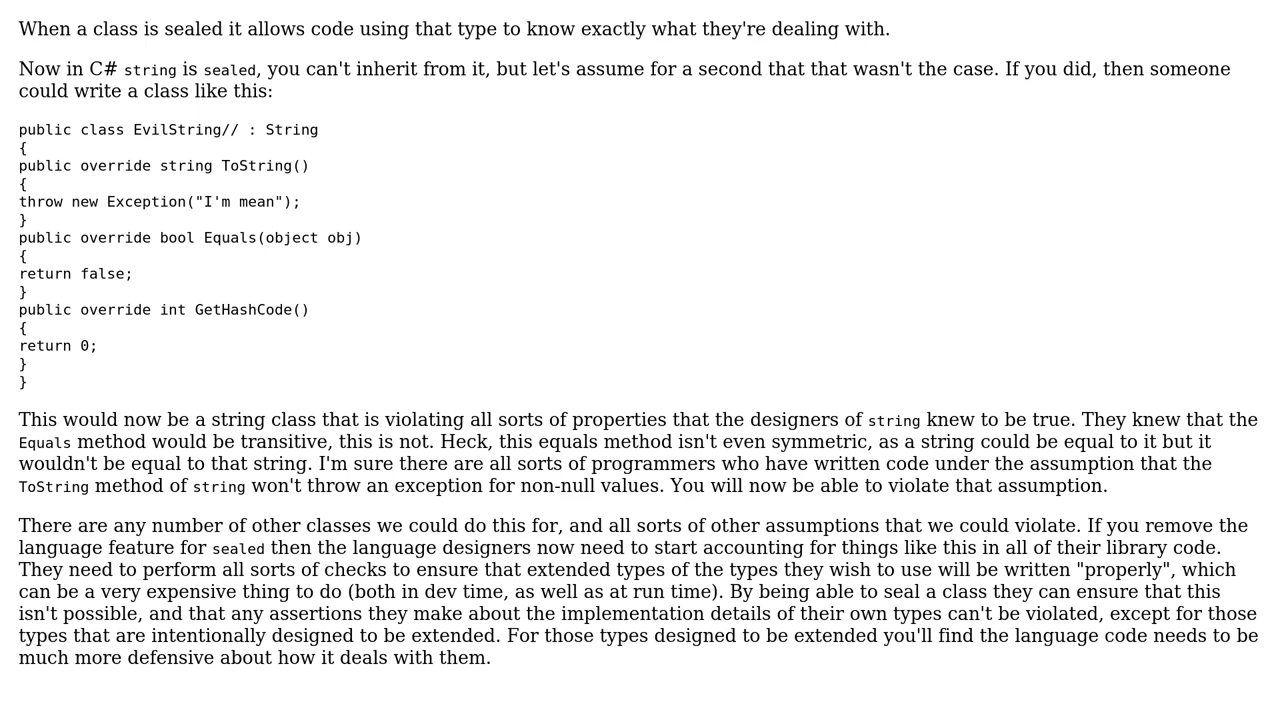 When a class is sealed it allows code using that type to know exactly what they're dealing with.
Now in C# string is sealed, you can't inherit from it, but let's assume for a second that that wasn't the case. If you did, then someone
could write a class like this:
public class EvilString// : String
{
public override string ToString()
{
throw new Exception("I'm mean");
}
public override bool Equals(object obj)
{
return false;
}
public override int GetHashCode()
{
return 0;
}
}
This would now be a string class that is violating all sorts of properties that the designers of string knew to be true. They knew that the
Equals method would be transitive, this is not. Heck, this equals method isn't even symmetric, as a string could be equal to it but it
wouldn't be equal to that string. I'm sure there are all sorts of programmers who have written code under the assumption that the
ToString method of string won't throw an exception for non-null values. You will now be able to violate that assumption.
There are any number of other classes we could do this for, and all sorts of other assumptions that we could violate. If you remove the
language feature for sealed then the language designers now need to start accounting for things like this in all of their library code.
They need to perform all sorts of checks to ensure that extended types of the types they wish to use will be written "properly", which
can be a very expensive thing to do (both in dev time, as well as at run time). By being able to seal a class they can ensure that this
isn't possible, and that any assertions they make about the implementation details of their own types can't be violated, except for those
types that are intentionally designed to be extended. For those types designed to be extended you'll find the language code needs to be
much more defensive about how it deals with them.